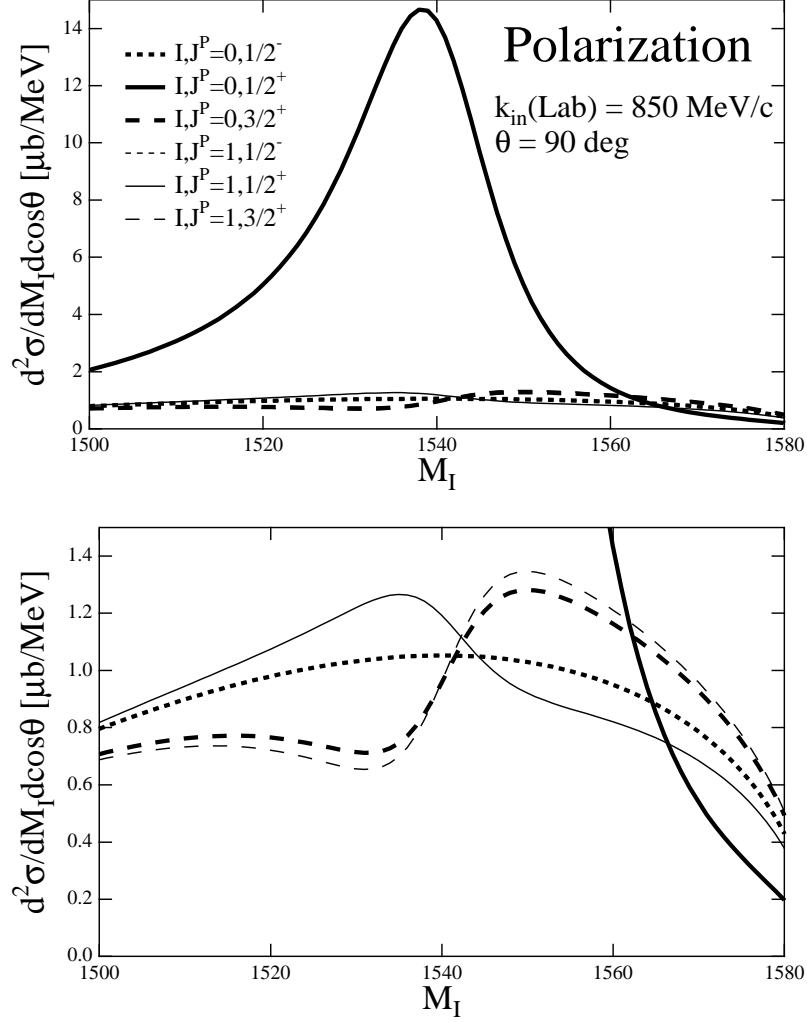 Polarization
k_in(Lab) = 850 MeV/c
θ = 90 deg
I,J^P=0,1/2^-
I,J^P=0,1/2^+
I,J^P=0,3/2^+
I,J^P=1,1/2^-
I,J^P=1,1/2^+
I,J^P=1,3/2^+
d^2σ/dM_I dcosθ [μb/MeV]
14
12
10
8
6
4
2
0
1500 1520 1540 1560 1580
M_I
d^2σ/dM_I dcosθ [μb/MeV]
1.4
1.2
1.0
0.8
0.6
0.4
0.2
0.0
1500 1520 1540 1560 1580
M_I